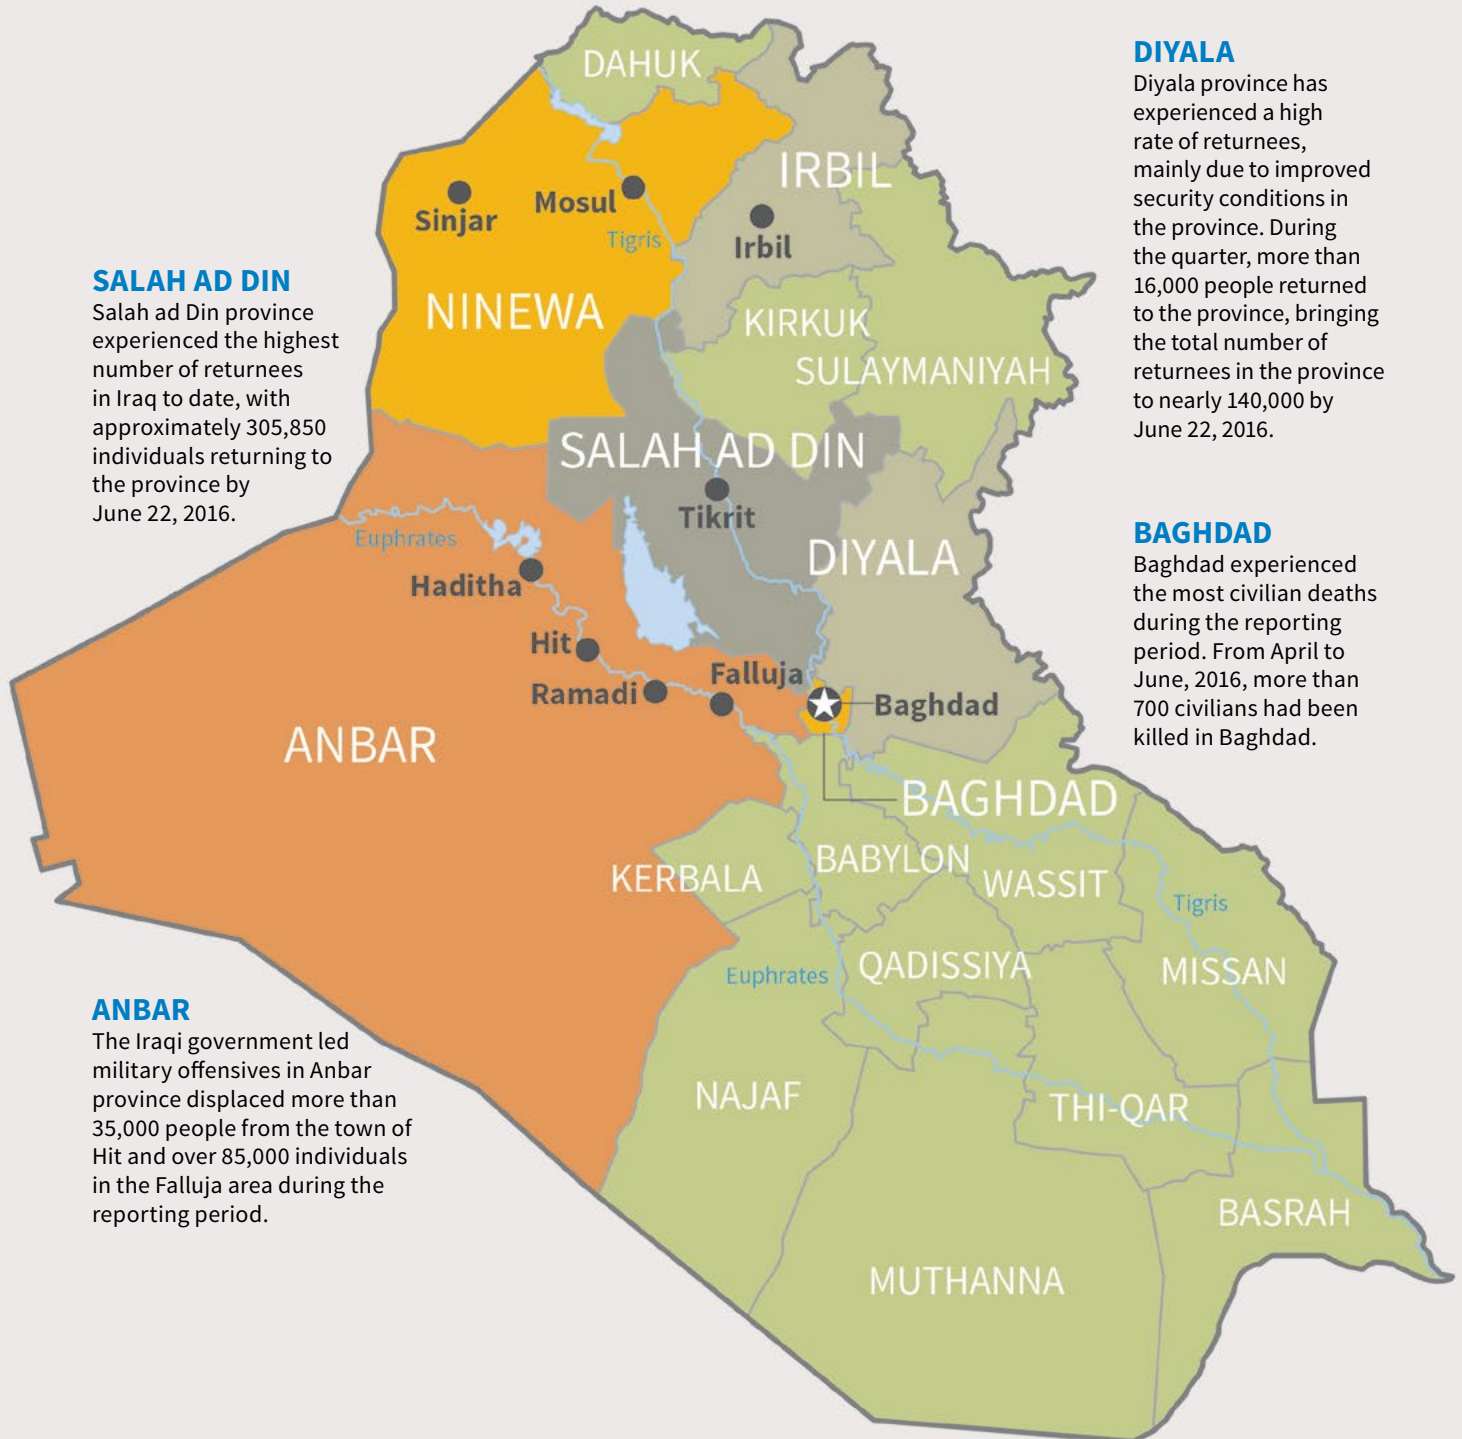 DIYALA
Diyala province has
experienced a high
rate of returnees,
mainly due to improved
security conditions in
the province. During
the quarter, more than
16,000 people returned
to the province, bringing
the total number of
returnees in the province
to nearly 140,000 by
June 22, 2016.
SALAH AD DIN
Salah ad Din province
experienced the highest
number of returnees
in Iraq to date, with
approximately 305,850
individuals returning to
the province by
June 22, 2016.
BAGHDAD
Baghdad experienced
the most civilian deaths
during the reporting
period. From April to
June, 2016, more than
700 civilians had been
killed in Baghdad.
ANBAR
The Iraqi government led
military offensives in Anbar
province displaced more than
35,000 people from the town of
Hit and over 85,000 individuals
in the Falluja area during the
reporting period.
DAHUK
IRBIL
Sinjar
Mosul
Tigris
Irbil
NINEWA
KIRKUK
SULAYMANIYAH
SALAH AD DIN
Tikrit
Euphrates
DIYALA
Haditha
Hit
Falluja
Ramadi
Baghdad
ANBAR
BAGHDAD
BABYLON
KERBALA
WASSIT
Tigris
QADISSIYA
Euphrates
MISSAN
NAJAF
THI-QAR
BASRAH
MUTHANNA